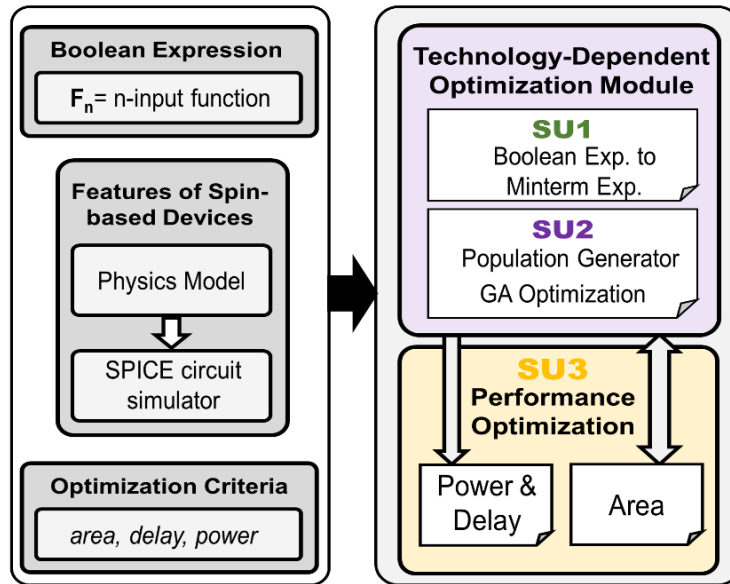 Boolean Expression
Fn= n-input function
Features of Spin-
based Devices
Physics Model
SPICE circuit
simulator
Optimization Criteria
area, delay, power
Technology-Dependent
Optimization Module
SU1
Boolean Exp. to
Minterm Exp.
SU2
Population Generator
GA Optimization
SU3
Performance
Optimization
Power &
Delay
Area